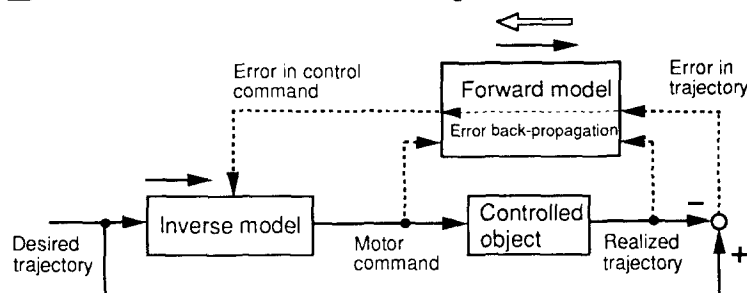 Error in control
command
Forward model
Error back-propagation
Error in
trajectory
Inverse model
Controlled
object
Desired
trajectory
Motor
command
Realized
trajectory
−
+